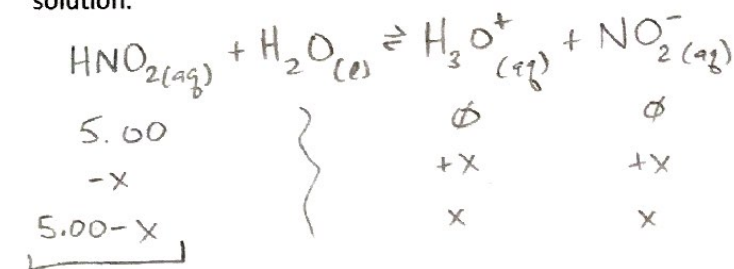 solution.
HNO₂(aq) + H₂O(l) ⇌ H₃O⁺(aq) + NO₂⁻(aq)
5.00 ϕ ϕ
-x +x +x
5.00-x x x